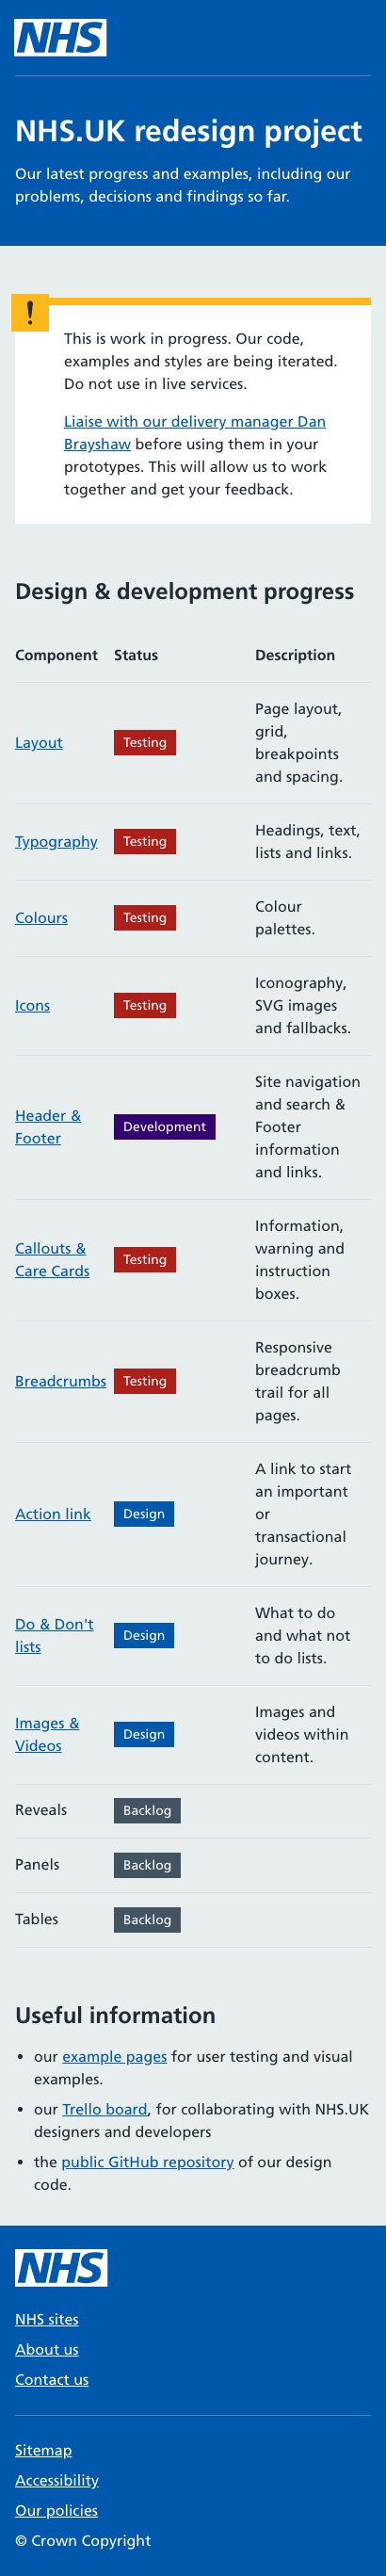 NHS
NHS.UK redesign project
Our latest progress and examples, including our
problems, decisions and findings so far.
!
This is work in progress. Our code,
examples and styles are being iterated.
Do not use in live services.
Liaise with our delivery manager Dan
Brayshaw before using them in your
prototypes. This will allow us to work
together and get your feedback.
Design & development progress
Component Status Description
Layout Testing Page layout,
grid,
breakpoints
and spacing.
Typography Testing Headings, text,
lists and links.
Colours Testing Colour
palettes.
Icons Testing Iconography,
SVG images
and fallbacks.
Header &
Footer Development Site navigation
and search &
Footer
information
and links.
Callouts &
Care Cards Testing Information,
warning and
instruction
boxes.
Breadcrumbs Testing Responsive
breadcrumb
trail for all
pages.
Action link Design A link to start
an important
or
transactional
journey.
Do & Don't
lists Design What to do
and what not
to do lists.
Images &
Videos Design Images and
videos within
content.
Reveals Backlog
Panels Backlog
Tables Backlog
Useful information
• our example pages for user testing and visual
examples.
• our Trello board, for collaborating with NHS.UK
designers and developers
• the public GitHub repository of our design
code.
NHS
NHS sites
About us
Contact us
Sitemap
Accessibility
Our policies
© Crown Copyright